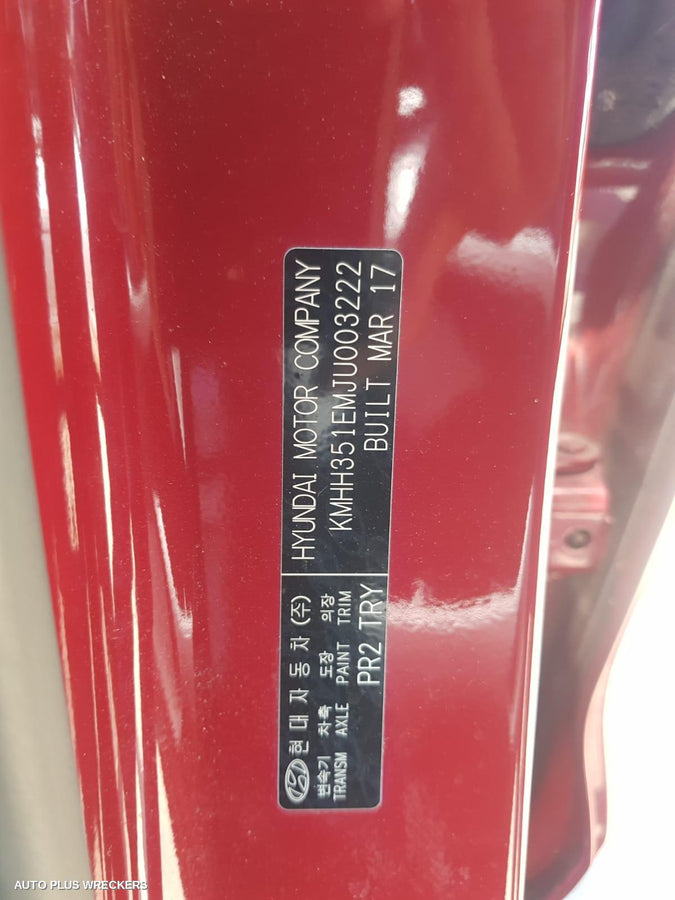 현대자동차(주) HYUNDAI MOTOR COMPANY
변속기 차축 도장 의장 KMHH351EMJU003222
TRANSM AXLE PAINT TRIM BUILT MAR 17
PR2 TRY
AUTO PLUS WRECKERS